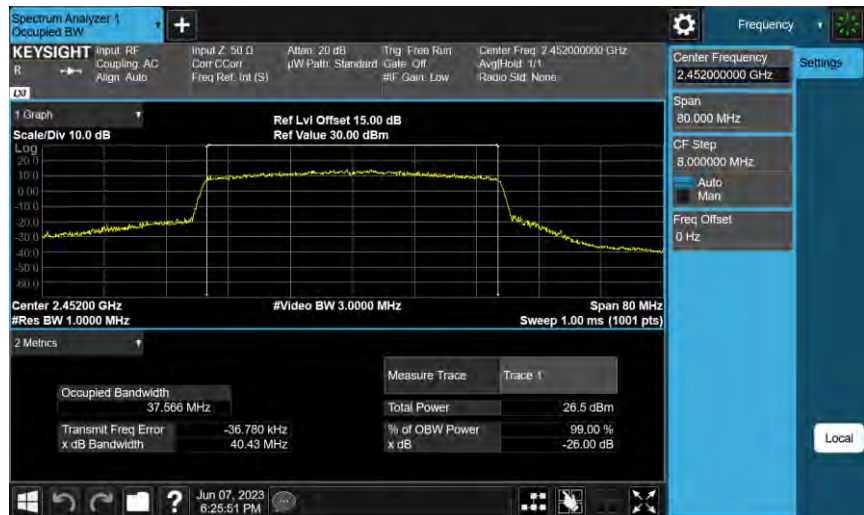 Spectrum Analyzer 1
Occupied BW
+
Frequency
KEYSIGHT
R
LXI
Input: RF
Coupling: AC
Align: Auto
Input Z: 50 Ω
Corr CCorr
Freq Ref: Int (S)
Atten: 20 dB
µW Path: Standard
Trig: Free Run
Gate: Off
#IF Gain: Low
Center Freq: 2.452000000 GHz
Avg|Hold: 1/1
Radio Std: None
Center Frequency
2.452000000 GHz
Settings
Span
80.000 MHz
CF Step
8.000000 MHz
Auto
Man
Freq Offset
0 Hz
1 Graph
Scale/Div 10.0 dB
Ref Lvl Offset 15.00 dB
Ref Value 30.00 dBm
Log
20.0
10.0
0.00
-10.0
-20.0
-30.0
-40.0
-50.0
-60.0
Center 2.45200 GHz
#Video BW 3.0000 MHz
Span 80 MHz
#Res BW 1.0000 MHz
Sweep 1.00 ms (1001 pts)
2 Metrics
Measure Trace Trace 1
Occupied Bandwidth
37.566 MHz
Total Power 26.5 dBm
Transmit Freq Error -36.780 kHz
% of OBW Power 99.00 %
x dB Bandwidth 40.43 MHz
x dB -26.00 dB
Local
?
Jun 07, 2023
6:25:51 PM